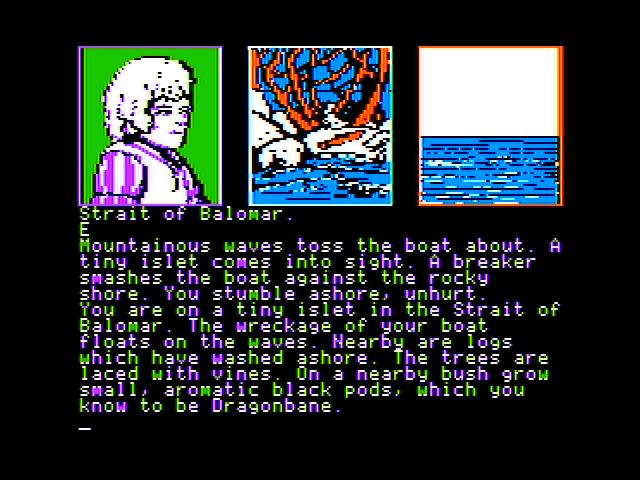 Strait of Balomar.
E
Mountainous waves toss the boat about. A
tiny islet comes into sight. A breaker
smashes the boat against the rocky
shore. You stumble ashore, unhurt.
You are on a tiny islet in the Strait of
Balomar. The wreckage of your boat
floats on the waves. Nearby are logs
which have washed ashore. The trees are
laced with vines. On a nearby bush grow
small, aromatic black pods, which you
know to be Dragonbane.